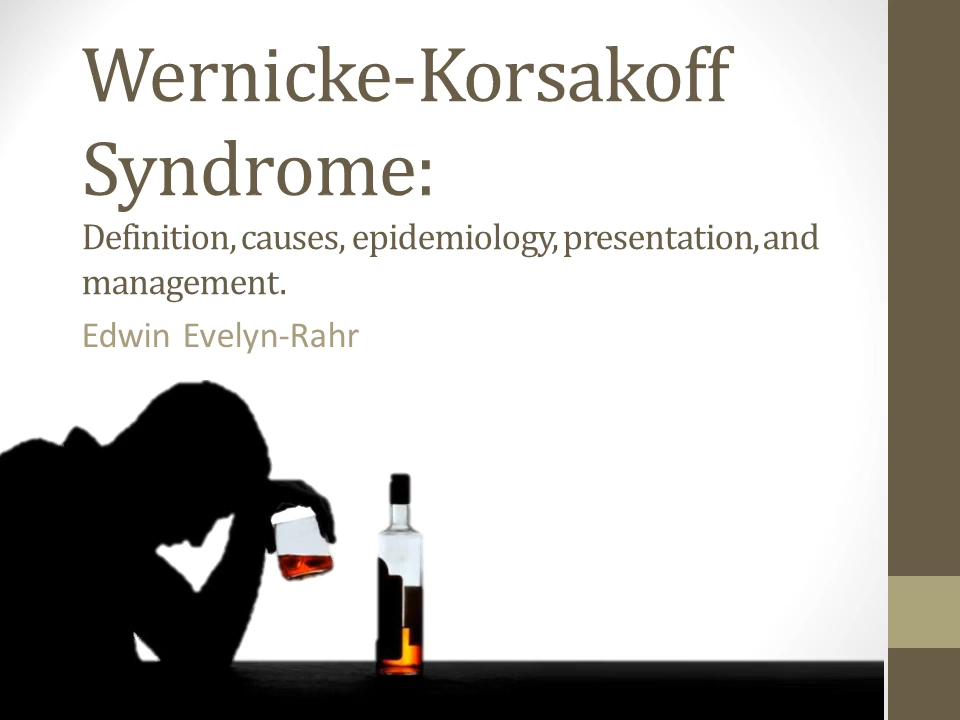 Wernicke-Korsakoff
Syndrome:
Definition, causes, epidemiology, presentation, and
management.
Edwin Evelyn-Rahr